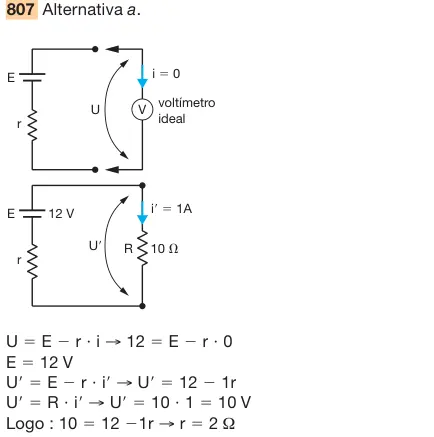 807 Alternativa a.
E
r
U
i = 0
V
voltímetro
ideal
E
12 V
r
U′
i′ = 1A
R
10 Ω
U = E − r · i → 12 = E − r · 0
E = 12 V
U′ = E − r · i′ → U′ = 12 − 1r
U′ = R · i′ → U′ = 10 · 1 = 10 V
Logo : 10 = 12 −1r → r = 2 Ω